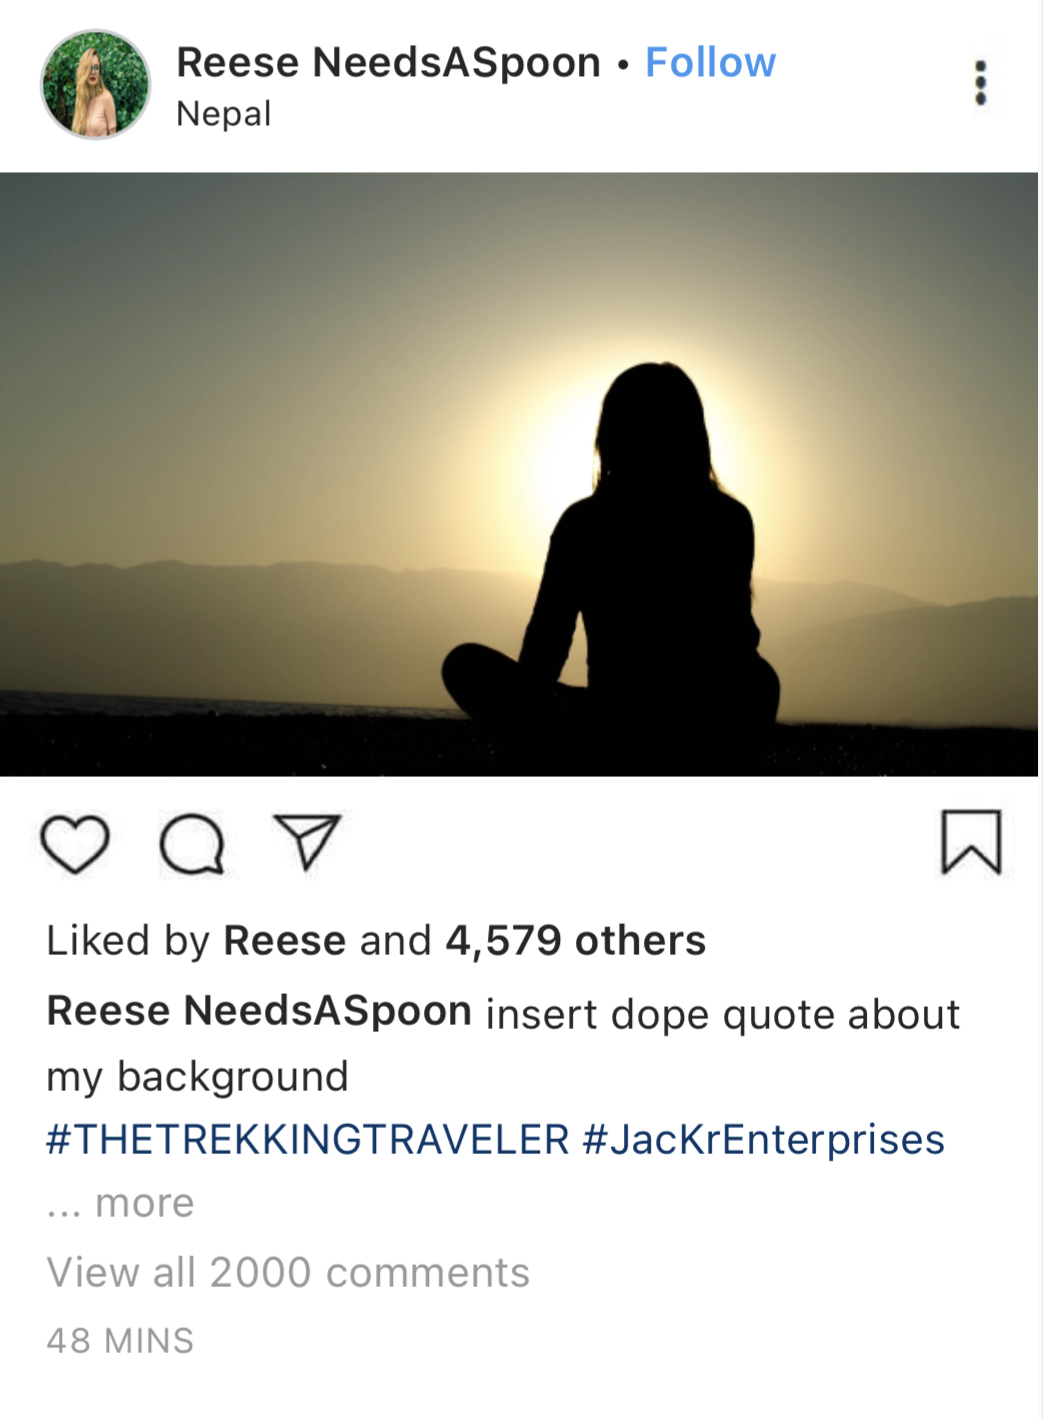 Reese NeedsASpoon • Follow
Nepal
Liked by Reese and 4,579 others
Reese NeedsASpoon insert dope quote about
my background
#THETREKKINGTRAVELER #JacKrEnterprises
... more
View all 2000 comments
48 MINS